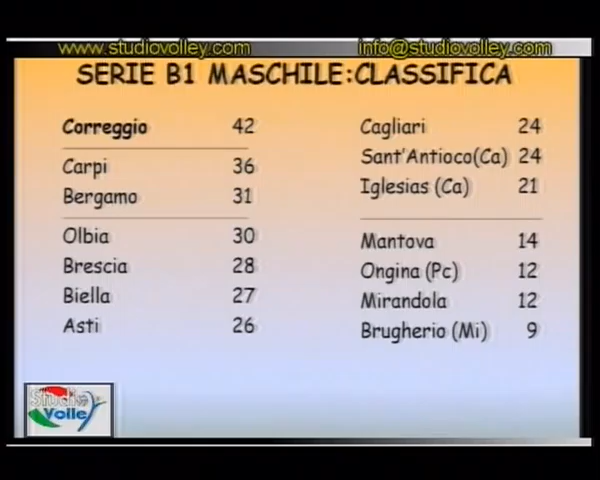 www.studiovolley.com info@studiovolley.com
SERIE B1 MASCHILE:CLASSIFICA
Correggio 42
Carpi 36
Bergamo 31
Olbia 30
Brescia 28
Biella 27
Asti 26
Cagliari 24
Sant'Antioco(Ca) 24
Iglesias (Ca) 21
Mantova 14
Ongina (Pc) 12
Mirandola 12
Brugherio (Mi) 9
Studio
Volley